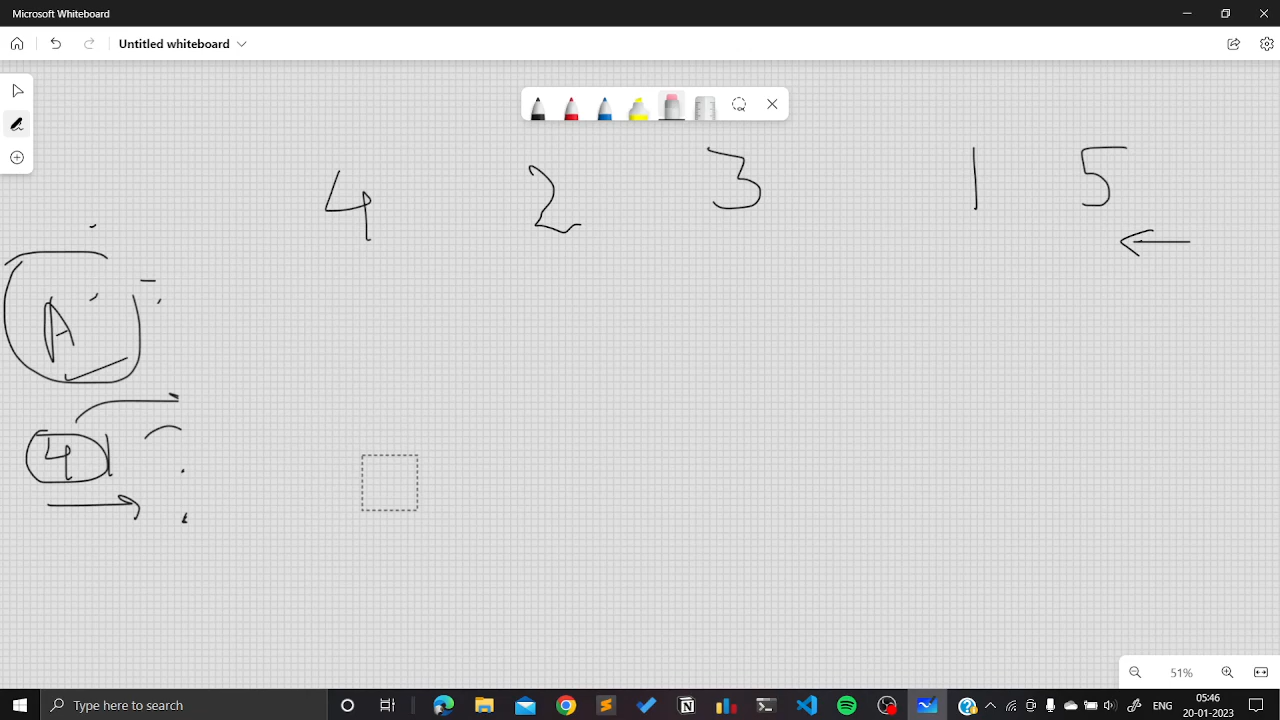 Microsoft Whiteboard
Untitled whiteboard
4 2 3 1 5
A
4
51%
Type here to search
ENG
05:46
20-01-2023